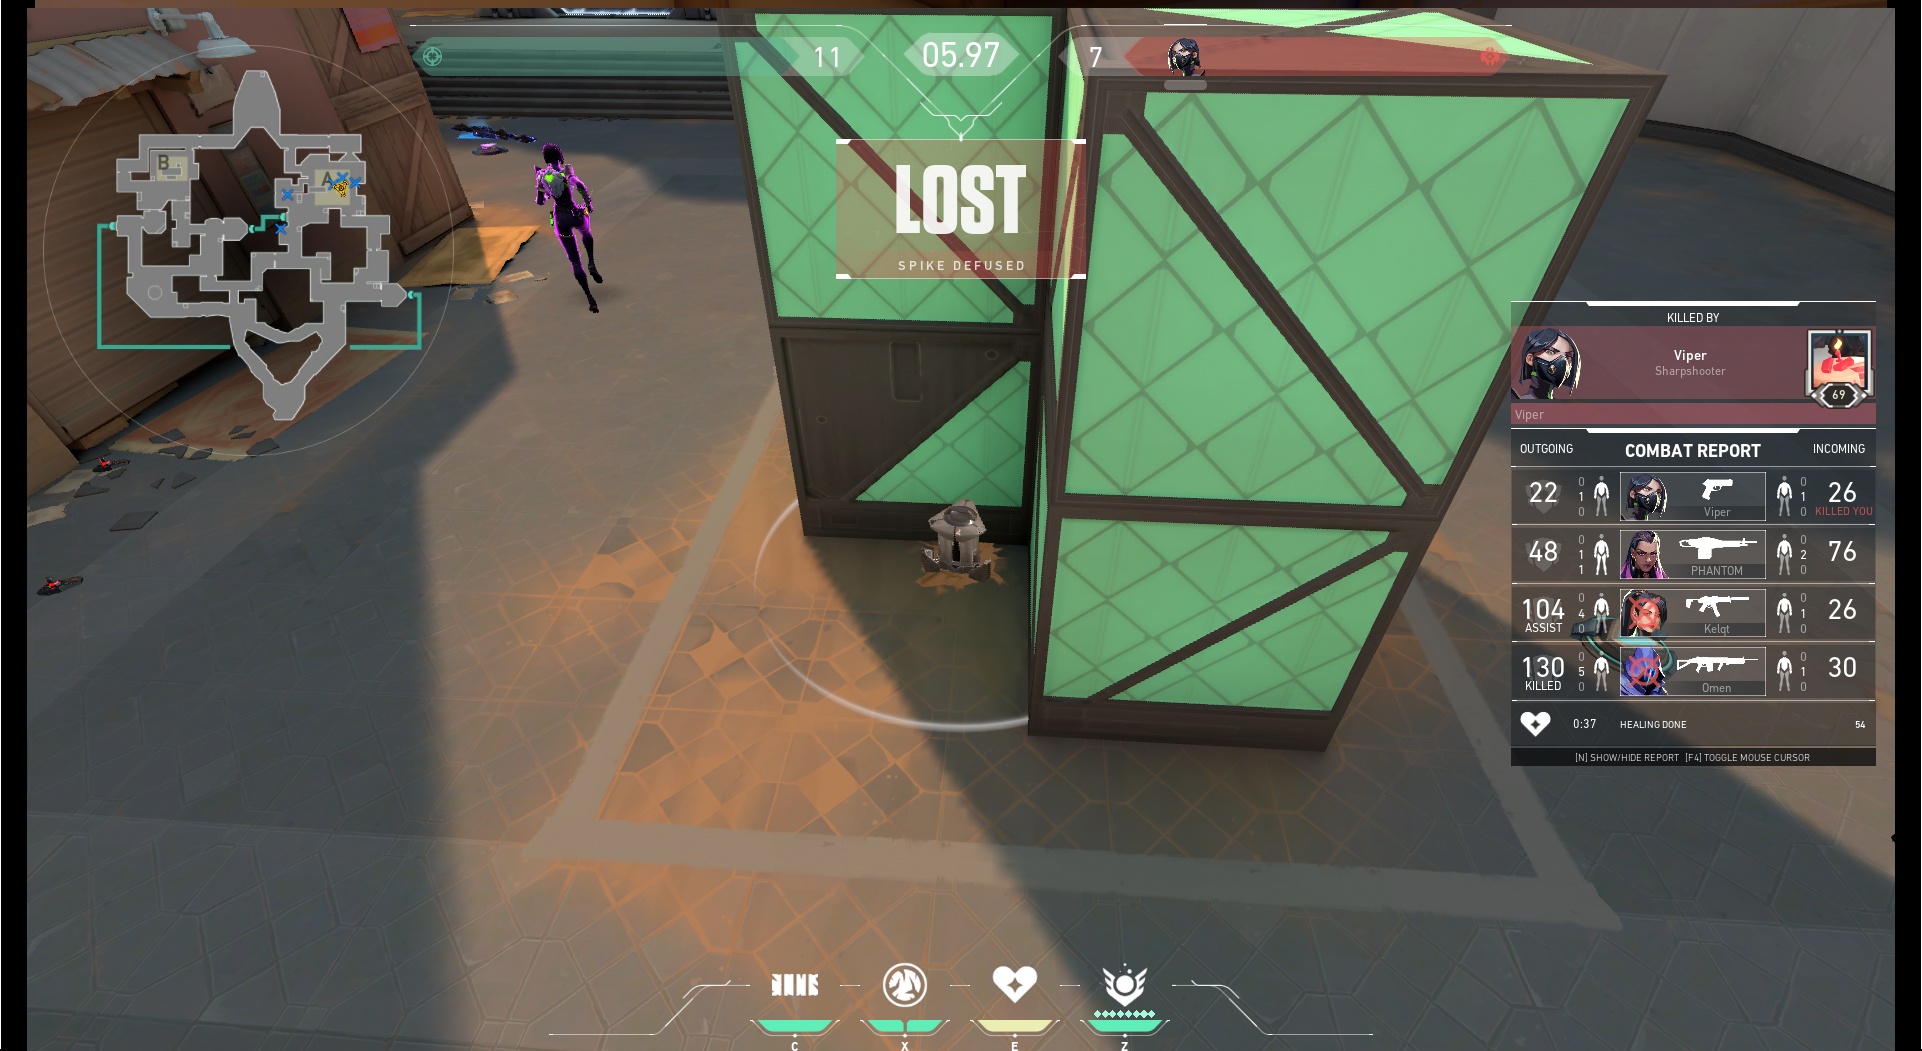 11
05.97
7
B
A
LOST
SPIKE DEFUSED
KILLED BY
Viper
Sharpshooter
69
Viper
OUTGOING
COMBAT REPORT
INCOMING
22
0
1
0
Viper
0
1
0
26
KILLED YOU
48
0
1
1
PHANTOM
0
2
0
76
104
ASSIST
0
4
0
Kelqt
0
1
0
26
130
KILLED
0
5
0
Omen
0
1
0
30
0:37 HEALING DONE 54
[N] SHOW/HIDE REPORT [F4] TOGGLE MOUSE CURSOR
C X E Z